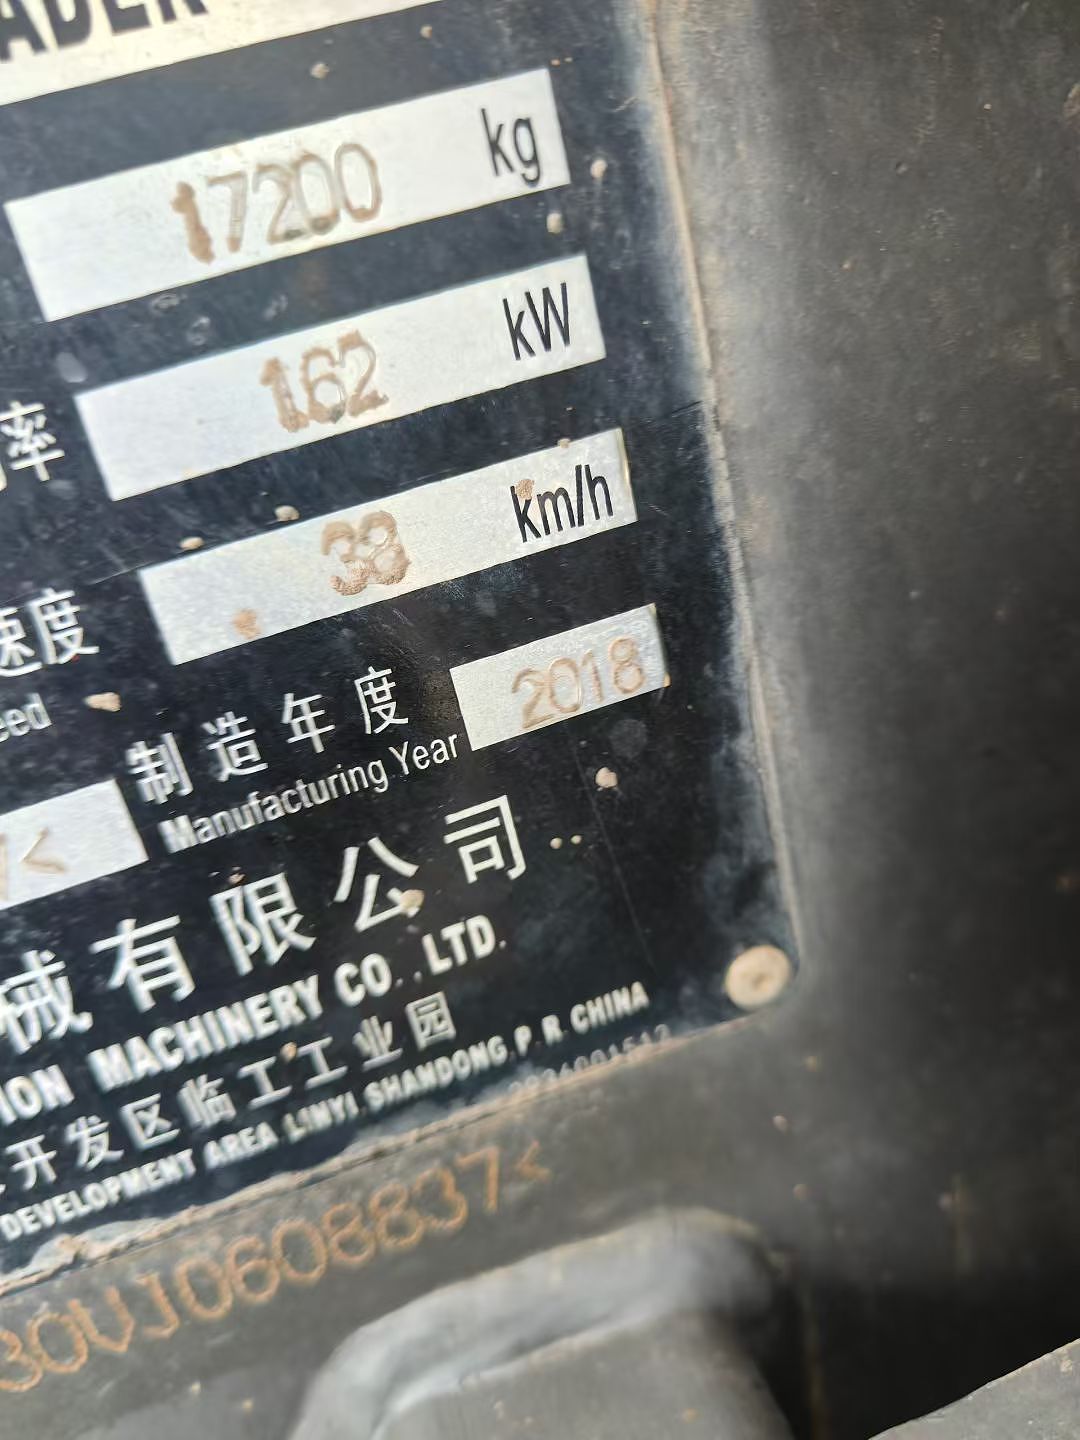 ADER
17200 kg
率 162 kW
速度 38 km/h
eed
制造年度 2018
Manufacturing Year
<
械有限公司
ION MACHINERY CO.,LTD.
开发区临工工业园
DEVELOPMENT AREA LINYI SHANDONG P.R.CHINA
30VJ0608837<